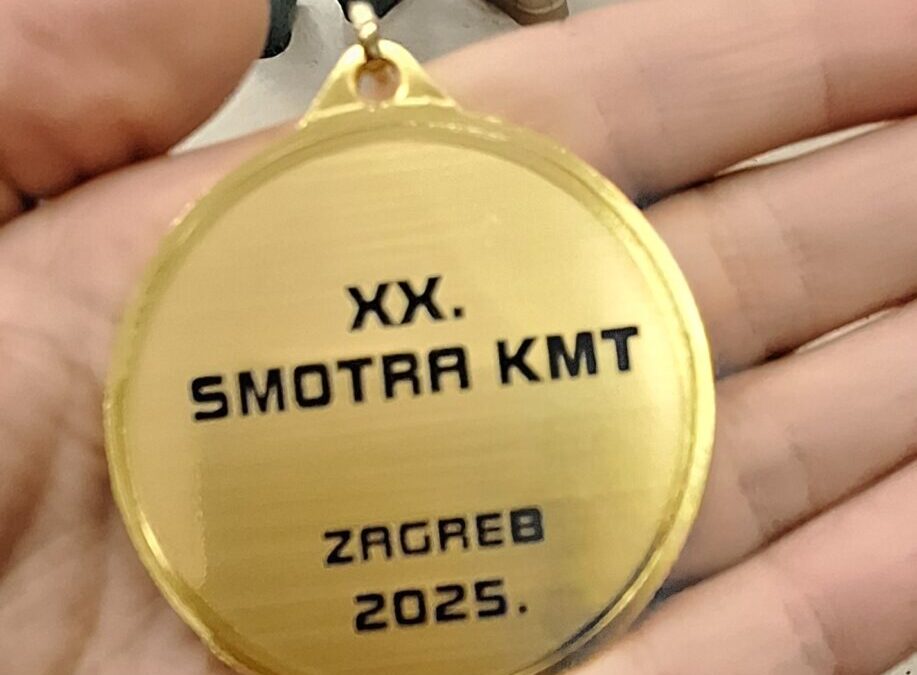 XX.
SMOTRA KMT
ZAGREB
2025.